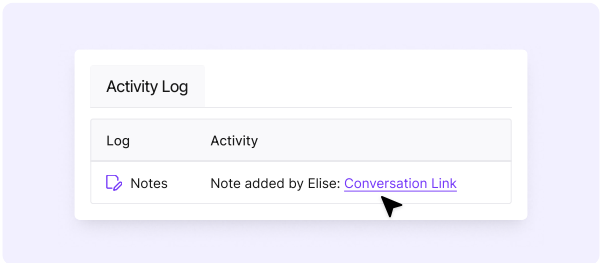 Activity Log
Log Activity
Notes Note added by Elise: Conversation Link